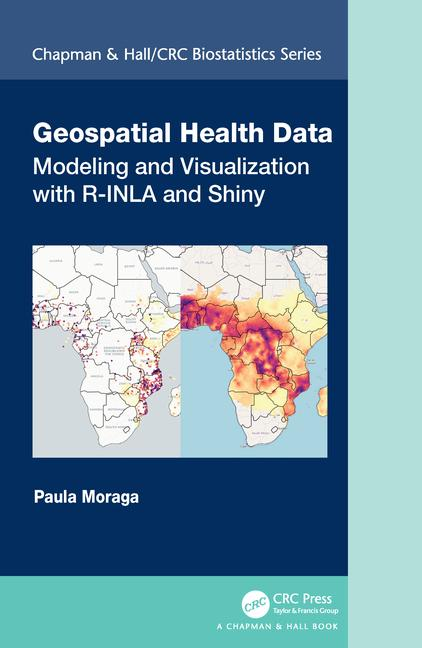 Chapman & Hall/CRC Biostatistics Series
Geospatial Health Data
Modeling and Visualization
with R-INLA and Shiny
Paula Moraga
CRC
CRC Press
Taylor & Francis Group
A CHAPMAN & HALL BOOK